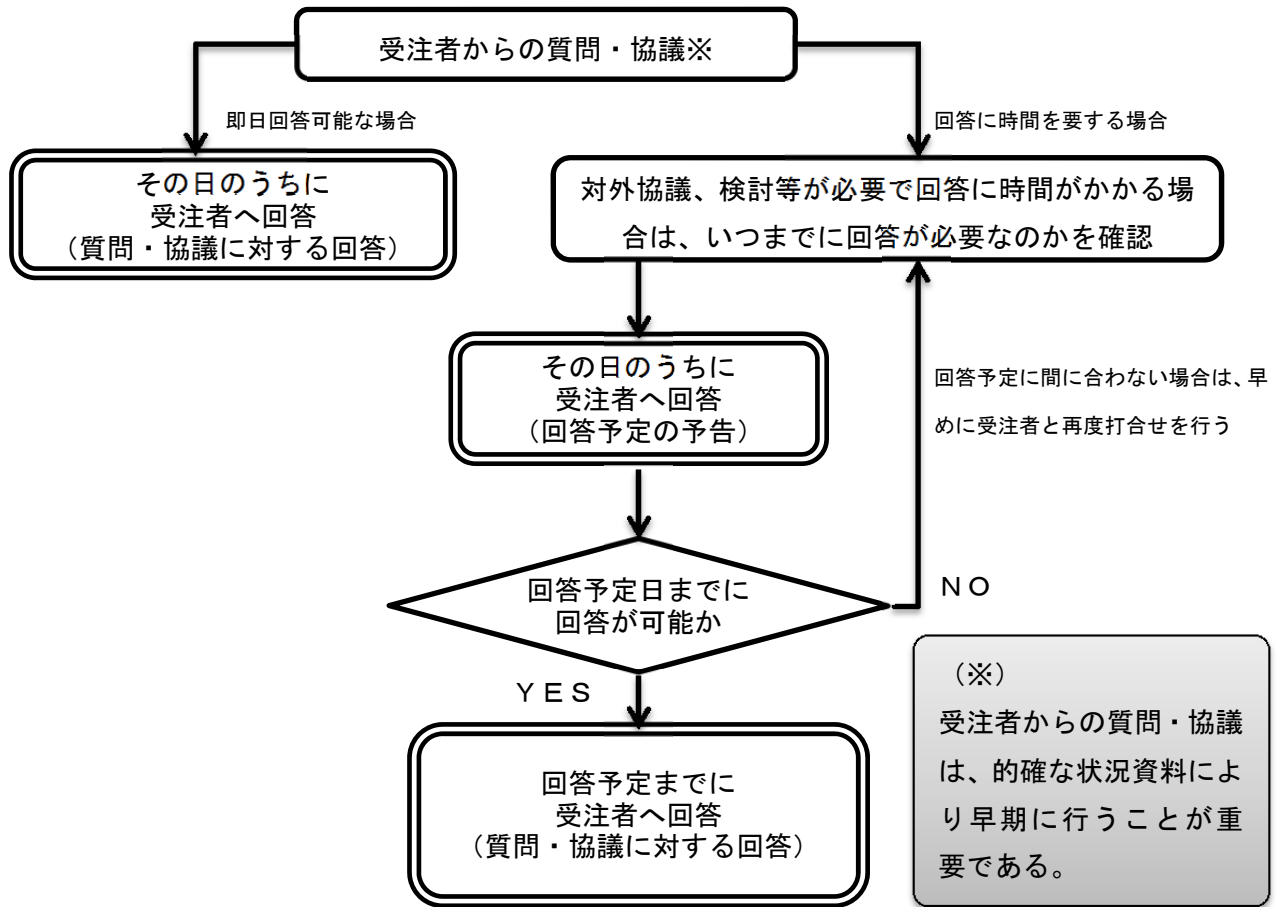 受注者からの質問・協議※
即日回答可能な場合
回答に時間を要する場合
その日のうちに
受注者へ回答
（質問・協議に対する回答）
対外協議、検討等が必要で回答に時間がかかる場
合は、いつまでに回答が必要なのかを確認
その日のうちに
受注者へ回答
（回答予定の予告）
回答予定に間に合わない場合は、早
めに受注者と再度打合せを行う
回答予定日までに
回答が可能か
ＮＯ
ＹＥＳ
回答予定までに
受注者へ回答
（質問・協議に対する回答）
（※）
受注者からの質問・協議
は、的確な状況資料によ
り早期に行うことが重
要である。